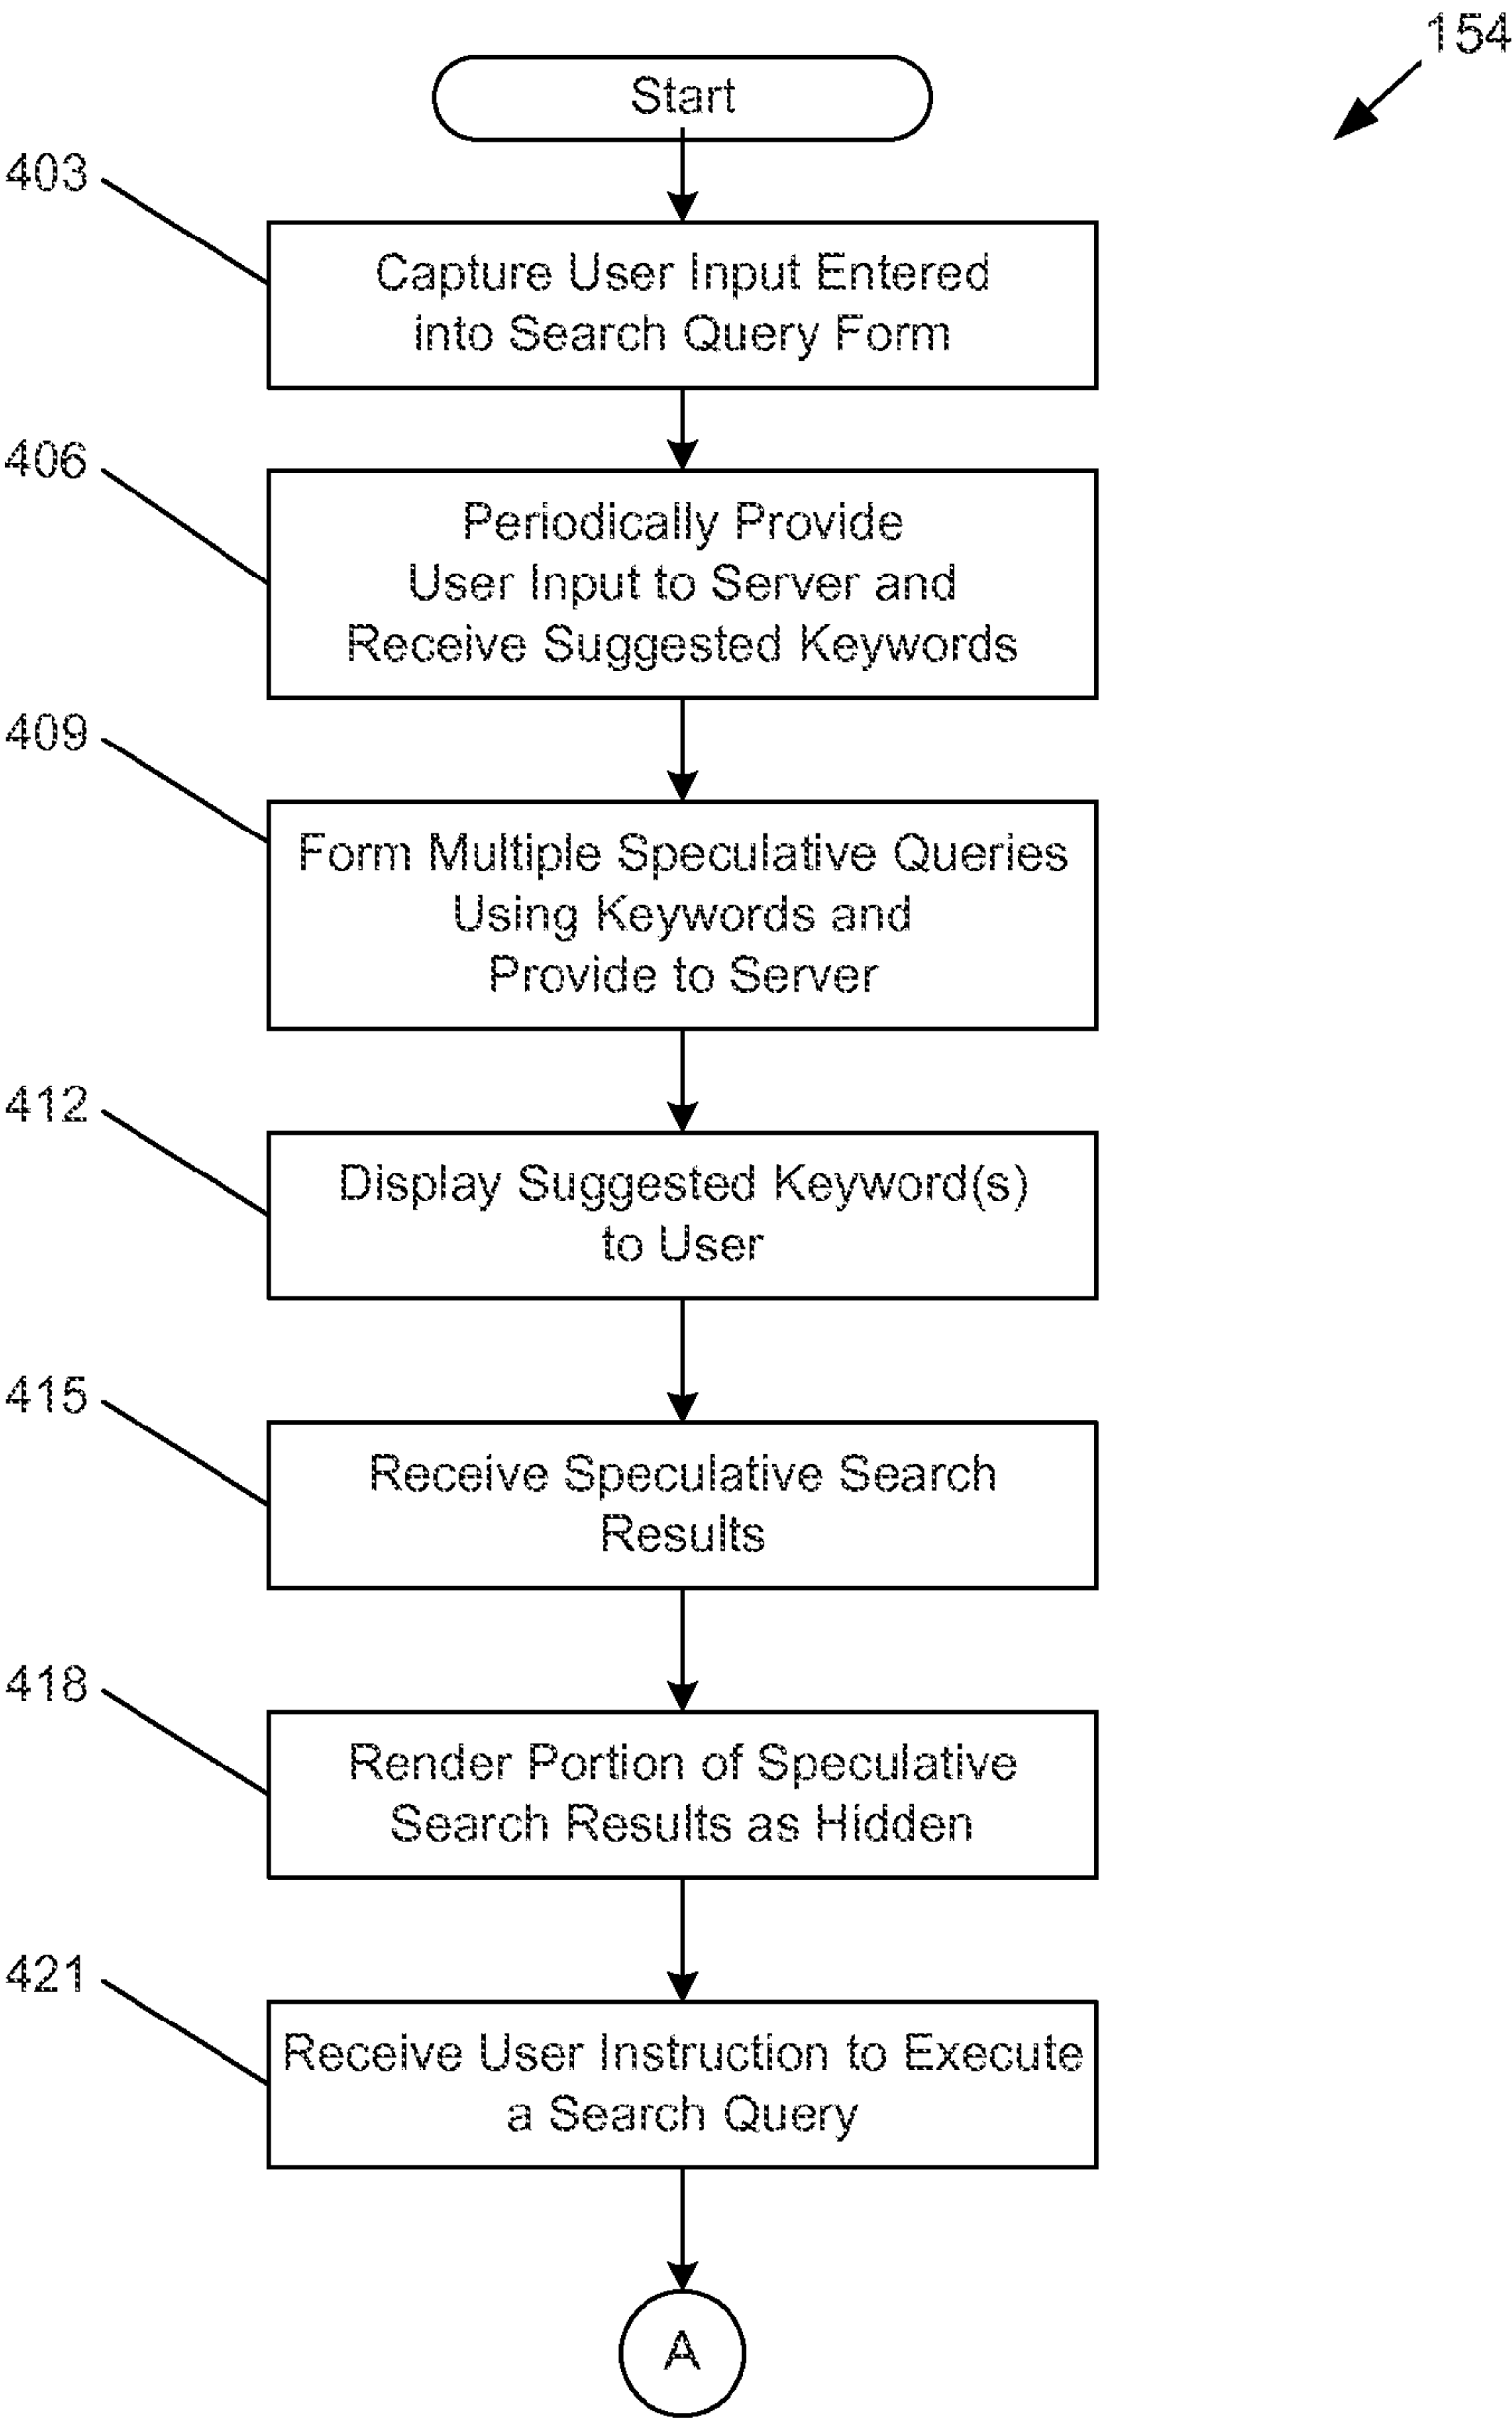 154
Start
403
Capture User Input Entered
into Search Query Form
406
Periodically Provide
User Input to Server and
Receive Suggested Keywords
409
Form Multiple Speculative Queries
Using Keywords and
Provide to Server
412
Display Suggested Keyword(s)
to User
415
Receive Speculative Search
Results
418
Render Portion of Speculative
Search Results as Hidden
421
Receive User Instruction to Execute
a Search Query
A